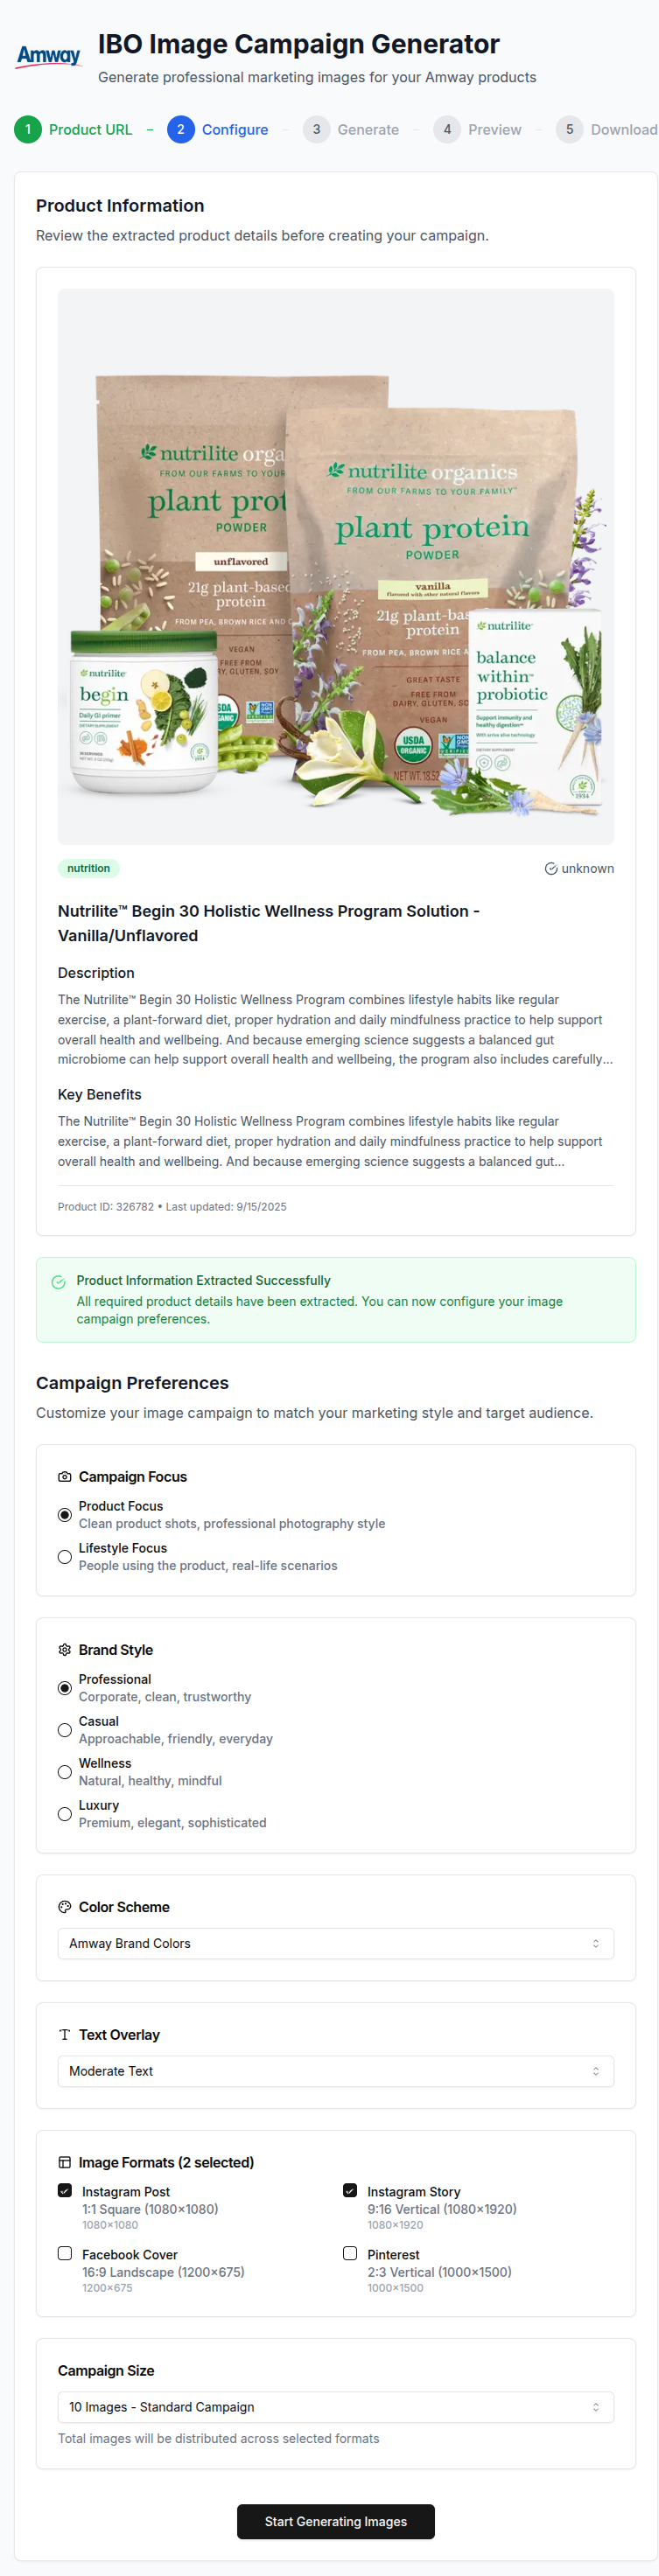 Amway
IBO Image Campaign Generator
Generate professional marketing images for your Amway products
1 Product URL
2 Configure
3 Generate
4 Preview
5 Download
Product Information
Review the extracted product details before creating your campaign.
nutrilite orga
FROM OUR FARMS TO YOUR
plant prot
POWDER
unflavored
21g plant-based
protein
FROM PEA, BROWN RICE AND
VEGAN
FREE FROM
nutrilite organics
FROM OUR FARMS TO YOUR FAMILY
plant protein
POWDER
vanilla
flavored with other natural flavors
21g plant-bas
protein
FROM PEA, BROWN RICE AND
GREAT TASTE
FREE FROM
DAIRY, GLUTEN, SOY
VEGAN
USDA
ORGANIC
nutrilite
begin
Daily GI primer
DIETARY SUPPLEMENT
nutrilite
balance
within™
probiotic
Support immunity and
healthy digestion
With active aloe technology
DIETARY SUPPLEMENT
nutrition
unknown
Nutrilite™ Begin 30 Holistic Wellness Program Solution -
Vanilla/Unflavored
Description
The Nutrilite™ Begin 30 Holistic Wellness Program combines lifestyle habits like regular
exercise, a plant-forward diet, proper hydration and daily mindfulness practice to help support
overall health and wellbeing. And because emerging science suggests a balanced gut
microbiome can help support overall health and wellbeing, the program also includes carefully...
Key Benefits
The Nutrilite™ Begin 30 Holistic Wellness Program combines lifestyle habits like regular
exercise, a plant-forward diet, proper hydration and daily mindfulness practice to help support
overall health and wellbeing. And because emerging science suggests a balanced gut...
Product ID: 326782 • Last updated: 9/15/2025
Product Information Extracted Successfully
All required product details have been extracted. You can now configure your image
campaign preferences.
Campaign Preferences
Customize your image campaign to match your marketing style and target audience.
Campaign Focus
Product Focus
Clean product shots, professional photography style
Lifestyle Focus
People using the product, real-life scenarios
Brand Style
Professional
Corporate, clean, trustworthy
Casual
Approachable, friendly, everyday
Wellness
Natural, healthy, mindful
Luxury
Premium, elegant, sophisticated
Color Scheme
Amway Brand Colors
Text Overlay
Moderate Text
Image Formats (2 selected)
Instagram Post
1:1 Square (1080×1080)
1080×1080
Instagram Story
9:16 Vertical (1080×1920)
1080×1920
Facebook Cover
16:9 Landscape (1200×675)
1200×675
Pinterest
2:3 Vertical (1000×1500)
1000×1500
Campaign Size
10 Images - Standard Campaign
Total images will be distributed across selected formats
Start Generating Images